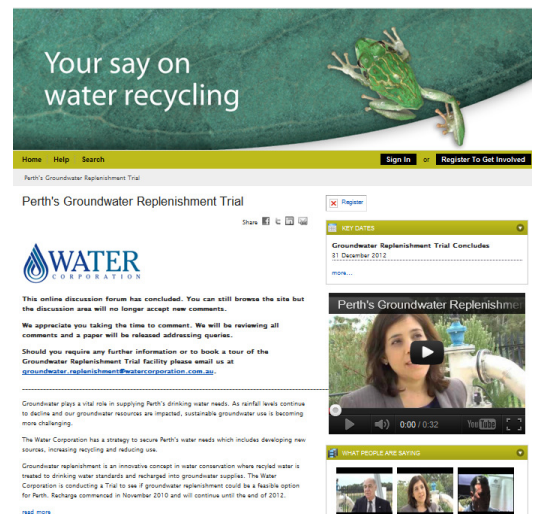 Your say on
water recycling
Home Help Search
Sign In or Register To Get Involved
Perth's Groundwater Replenishment Trial
Perth's Groundwater Replenishment Trial
Share
WATER
CORPORATION
This online discussion forum has concluded. You can still browse the site but
the discussion area will no longer accept new comments.
We appreciate you taking the time to comment. We will be reviewing all
comments and a paper will be released addressing queries.
Should you require any further information or to book a tour of the
Groundwater Replenishment Trial facility please email us at
groundwater.replenishment@watercorporation.com.au.
Groundwater plays a vital role in supplying Perth's drinking water needs. As rainfall levels continue
to decline and our groundwater resources are impacted, sustainable groundwater use is becoming
more challenging.
The Water Corporation has a strategy to secure Perth's water needs which includes developing new
sources, increasing recycling and reducing use.
Groundwater replenishment is an innovative concept in water conservation where recyled water is
treated to drinking water standards and recharged into groundwater supplies. The Water
Corporation is conducting a Trial to see if groundwater replenishment could be a feasible option
for Perth. Recharge commenced in November 2010 and will continue until the end of 2012.
read more
Register
KEY DATES
Groundwater Replenishment Trial Concludes
31 December 2012
more...
Perth's Groundwater Replenishme
0:00 / 0:32
YouTube
WHAT PEOPLE ARE SAYING